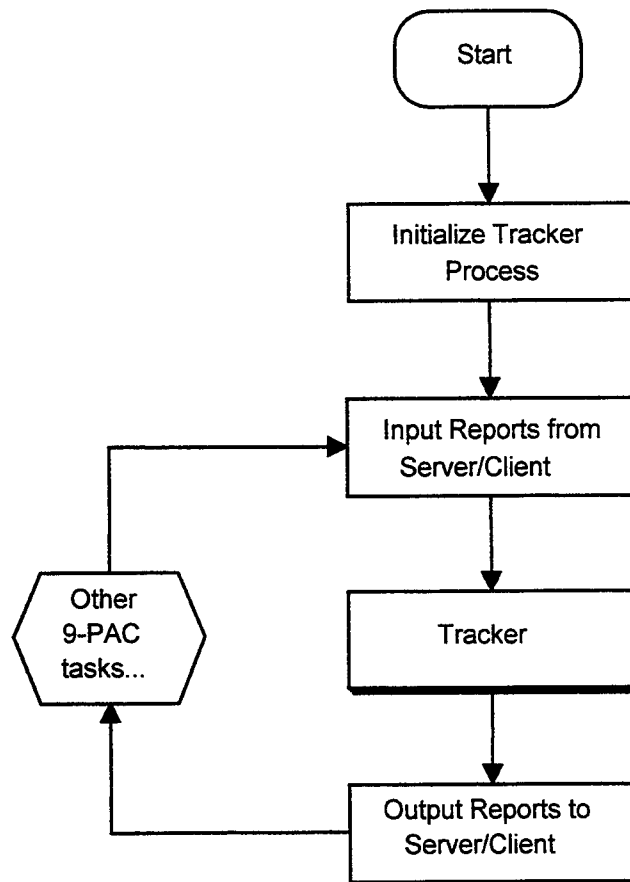 Start
Initialize Tracker
Process
Input Reports from
Server/Client
Other
9-PAC
tasks...
Tracker
Output Reports to
Server/Client